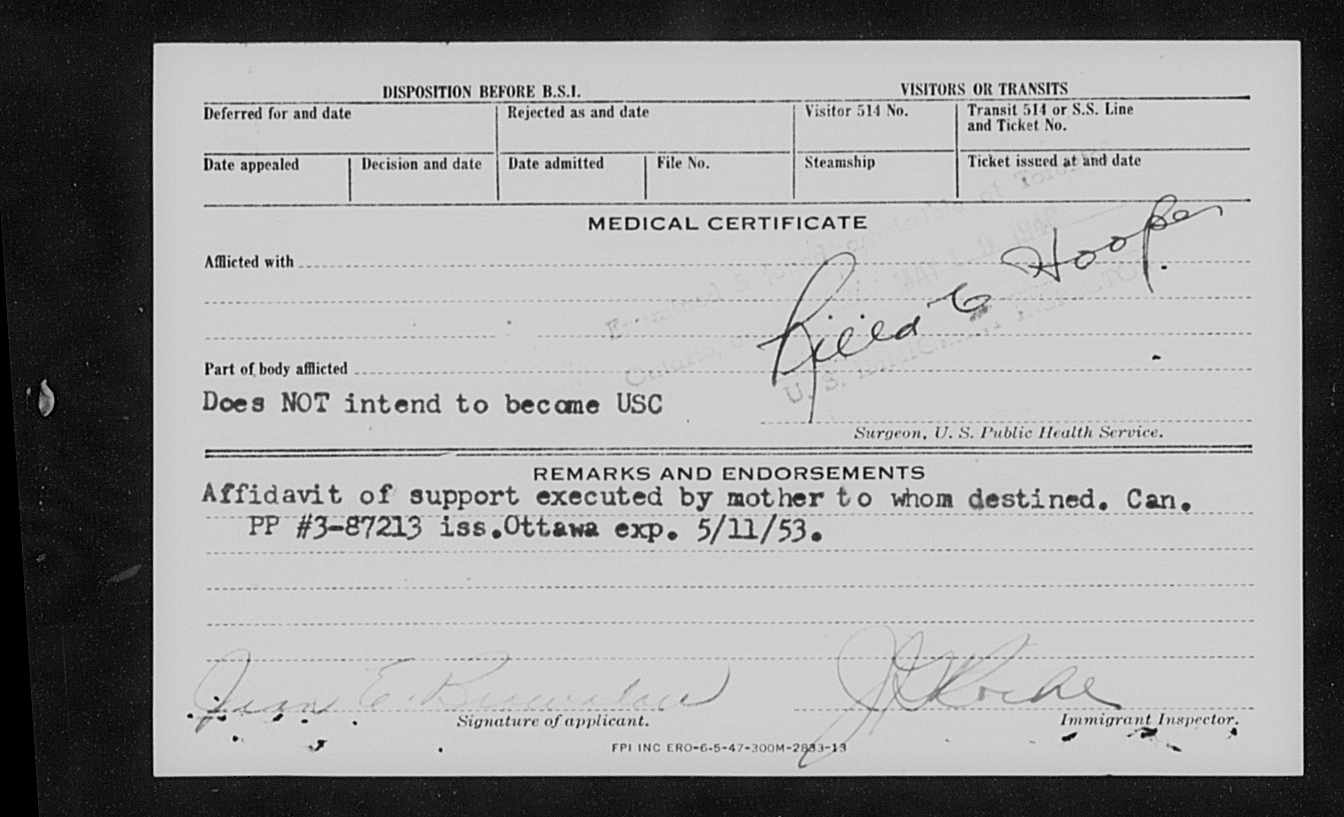 DISPOSITION BEFORE B.S.I.
VISITORS OR TRANSITS
Deferred for and date
Rejected as and date
Visitor 514 No.
Transit 514 or S.S. Line
and Ticket No.
Date appealed
Decision and date
Date admitted
File No.
Steamship
Ticket issued at and date
MEDICAL CERTIFICATE
Afflicted with
Hooper
Part of body afflicted
Does NOT intend to become USC
Surgeon, U. S. Public Health Service.
REMARKS AND ENDORSEMENTS
Affidavit of support executed by mother to whom destined. Can.
PP #3-87213 iss.Ottawa exp. 5/11/53.
Jean E.
Roche
Signature of applicant.
Immigrant Inspector.
FPI INC ERO-6-5-47-300M-2833-13